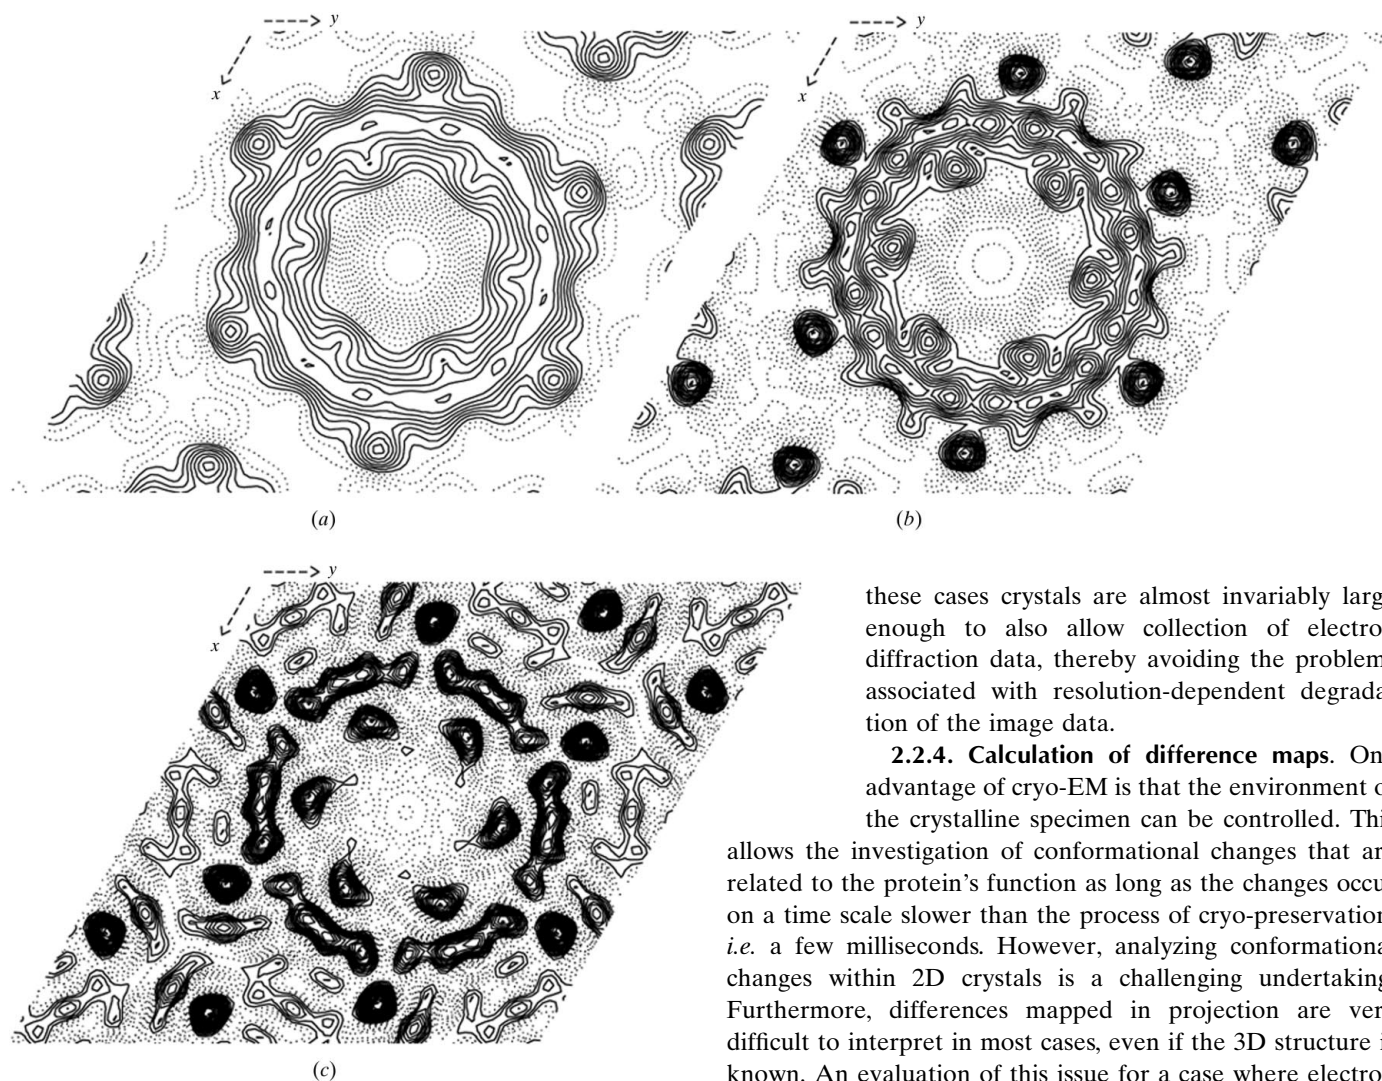 y
x
(a)
y
x
(b)
y
x
(c)
these cases crystals are almost invariably larg
enough to also allow collection of electro
diffraction data, thereby avoiding the problem
associated with resolution-dependent degrada
tion of the image data.
2.2.4. Calculation of difference maps. On
advantage of cryo-EM is that the environment o
the crystalline specimen can be controlled. Thi
allows the investigation of conformational changes that ar
related to the protein's function as long as the changes occu
on a time scale slower than the process of cryo-preservation
i.e. a few milliseconds. However, analyzing conformationa
changes within 2D crystals is a challenging undertaking
Furthermore, differences mapped in projection are ver
difficult to interpret in most cases, even if the 3D structure i
known. An evaluation of this issue for a case where electro